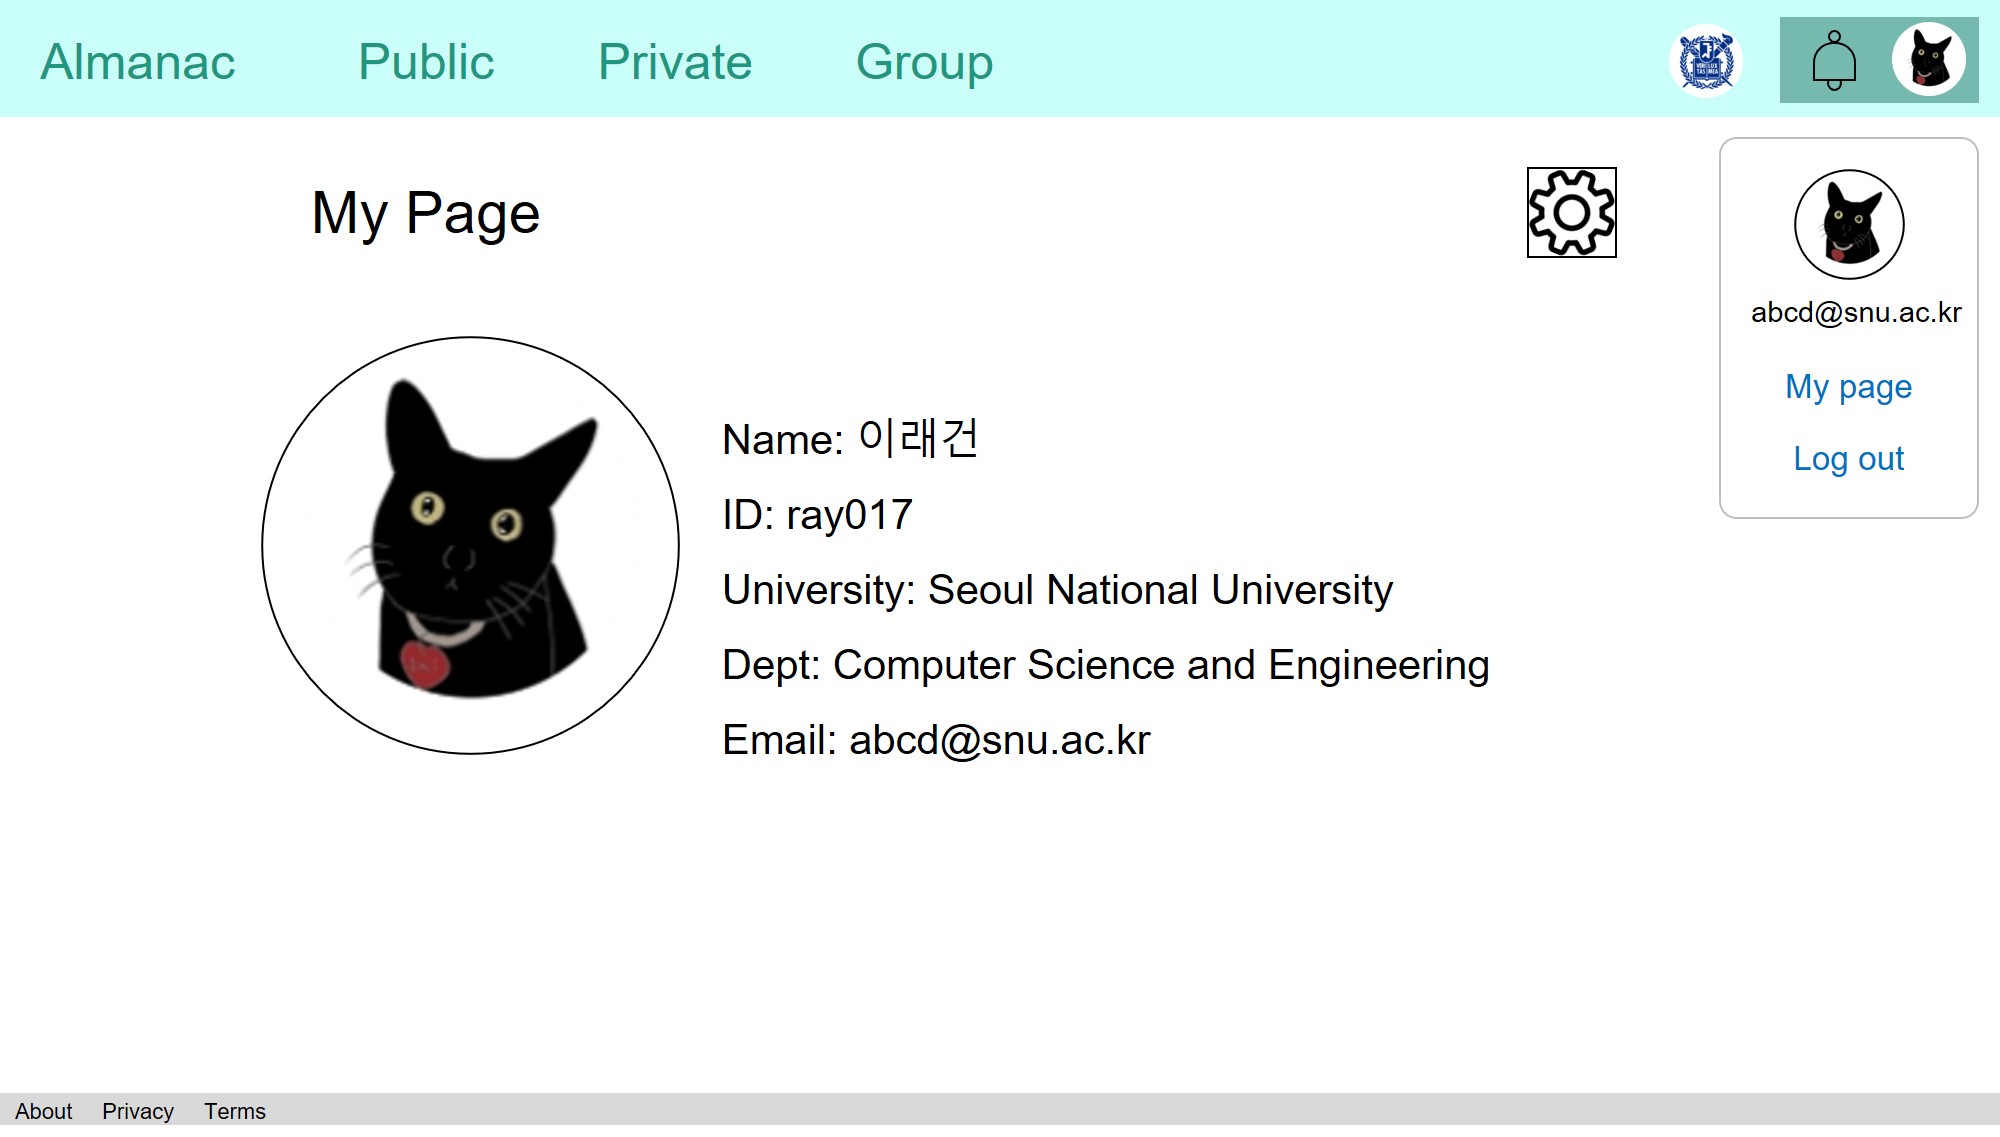 Almanac Public Private Group
My Page
abcd@snu.ac.kr
My page
Log out
Name: 이래건
ID: ray017
University: Seoul National University
Dept: Computer Science and Engineering
Email: abcd@snu.ac.kr
About Privacy Terms